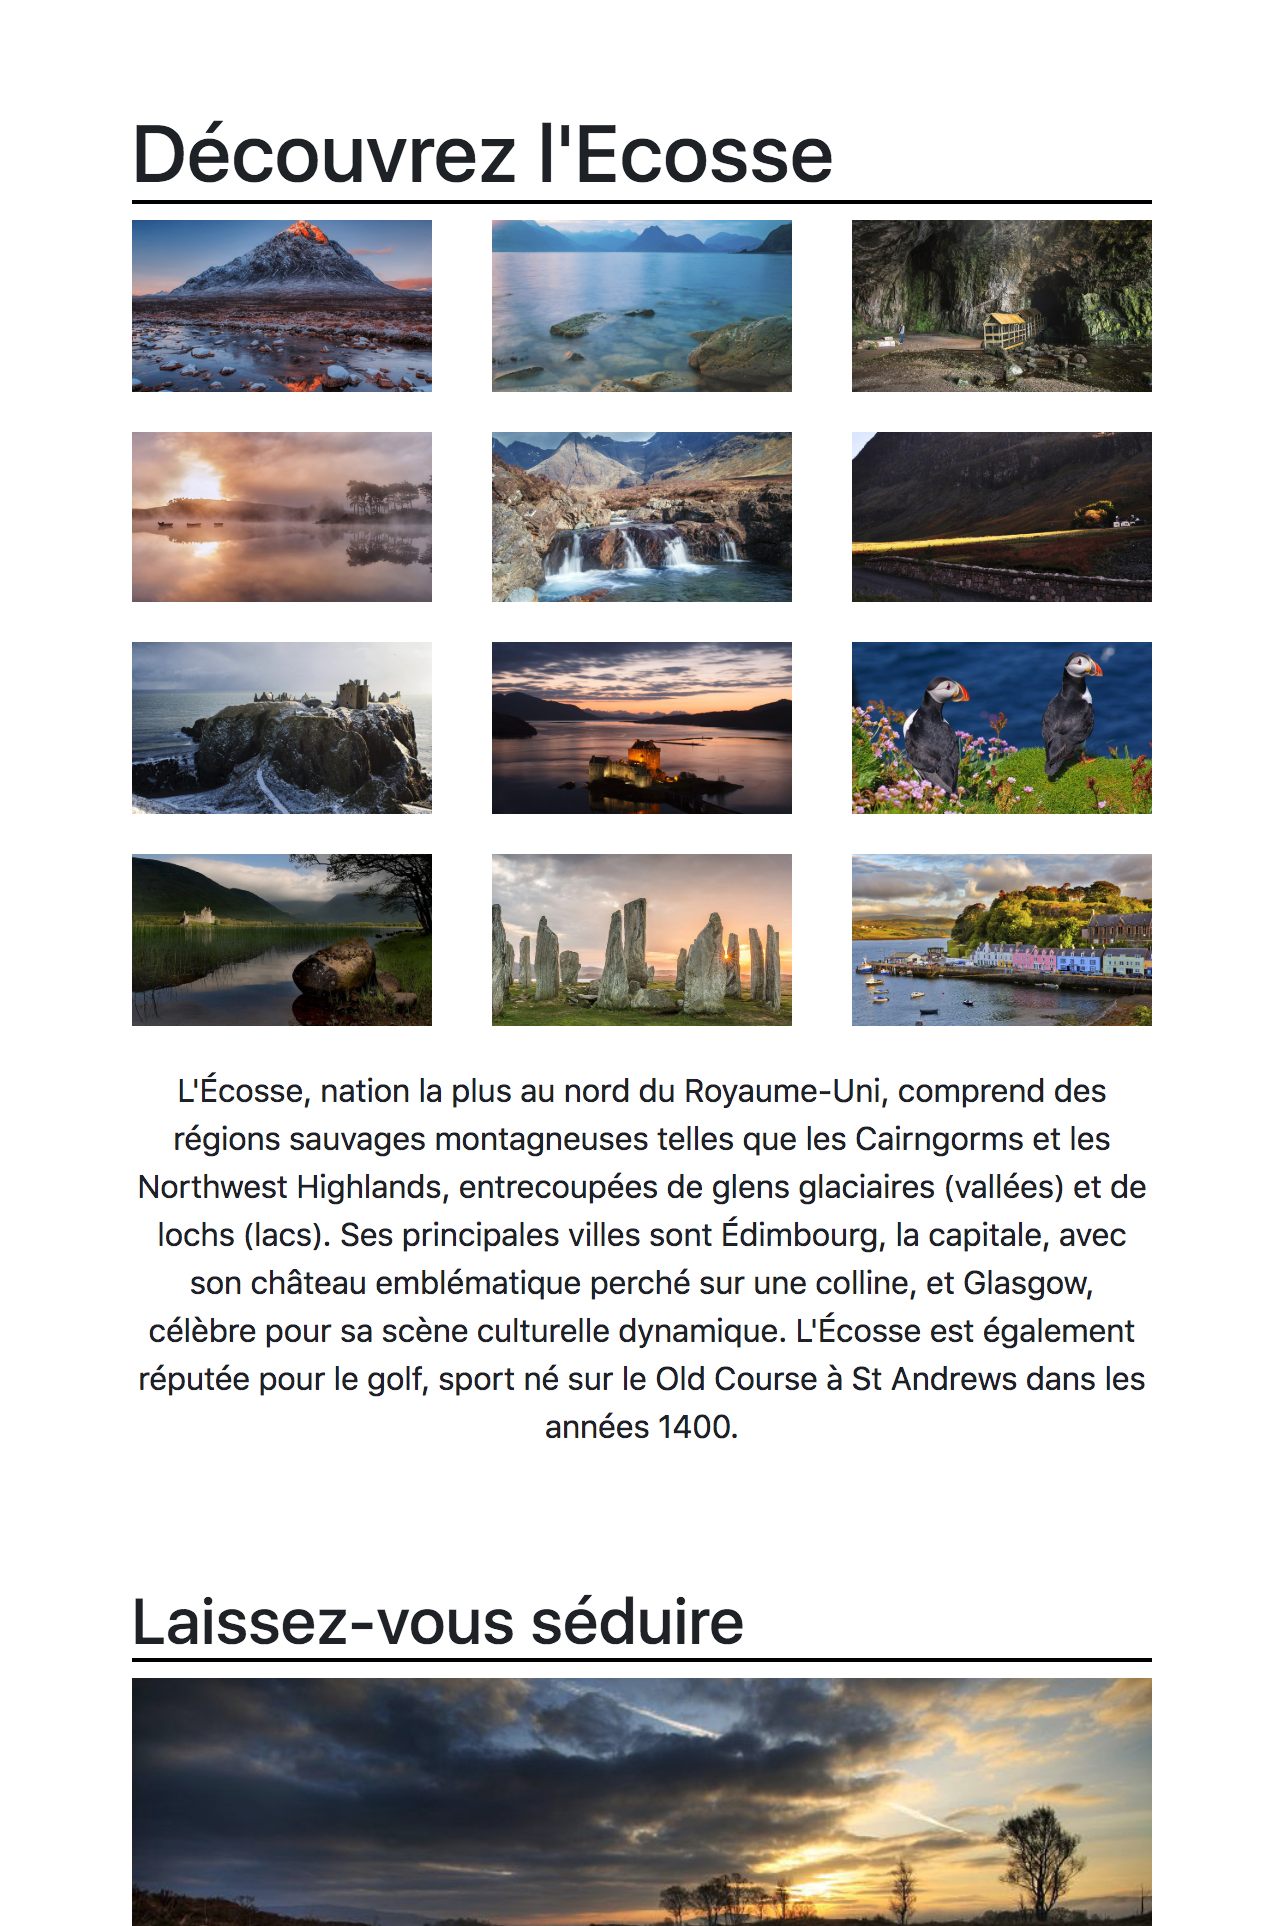 Découvrez l'Ecosse
L'Écosse, nation la plus au nord du Royaume-Uni, comprend des
régions sauvages montagneuses telles que les Cairngorms et les
Northwest Highlands, entrecoupées de glens glaciaires (vallées) et de
lochs (lacs). Ses principales villes sont Édimbourg, la capitale, avec
son château emblématique perché sur une colline, et Glasgow,
célèbre pour sa scène culturelle dynamique. L'Écosse est également
réputée pour le golf, sport né sur le Old Course à St Andrews dans les
années 1400.
Laissez-vous séduire